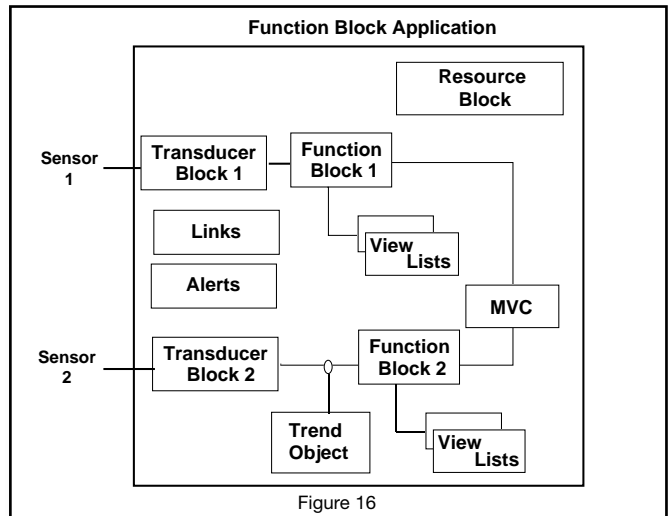 Function Block Application
Resource
Block
Sensor
1
Transducer
Block 1
Function
Block 1
Links
View
Lists
Alerts
MVC
Sensor
2
Transducer
Block 2
Function
Block 2
Trend
Object
View
Lists
Figure 16